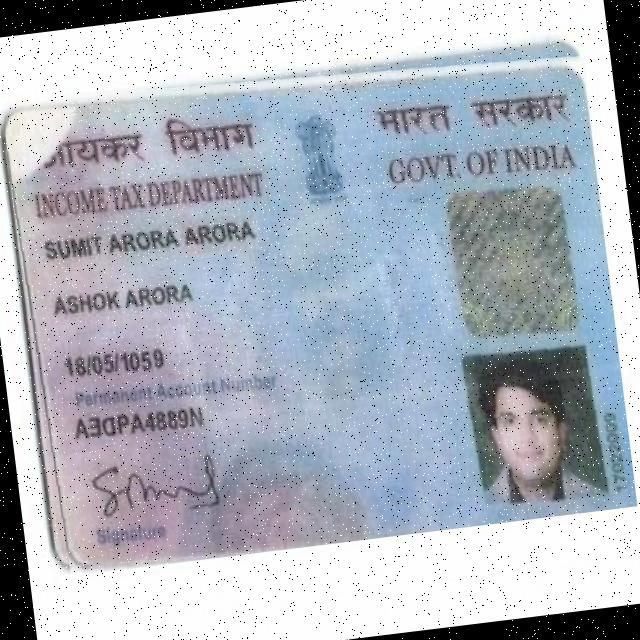 आयकर विभाग भारत सरकार
INCOME TAX DEPARTMENT GOVT. OF INDIA
SUMIT ARORA ARORA
ASHOK ARORA
18/05/1059
Permanent Account Number
AƎDPA4889N
Signature